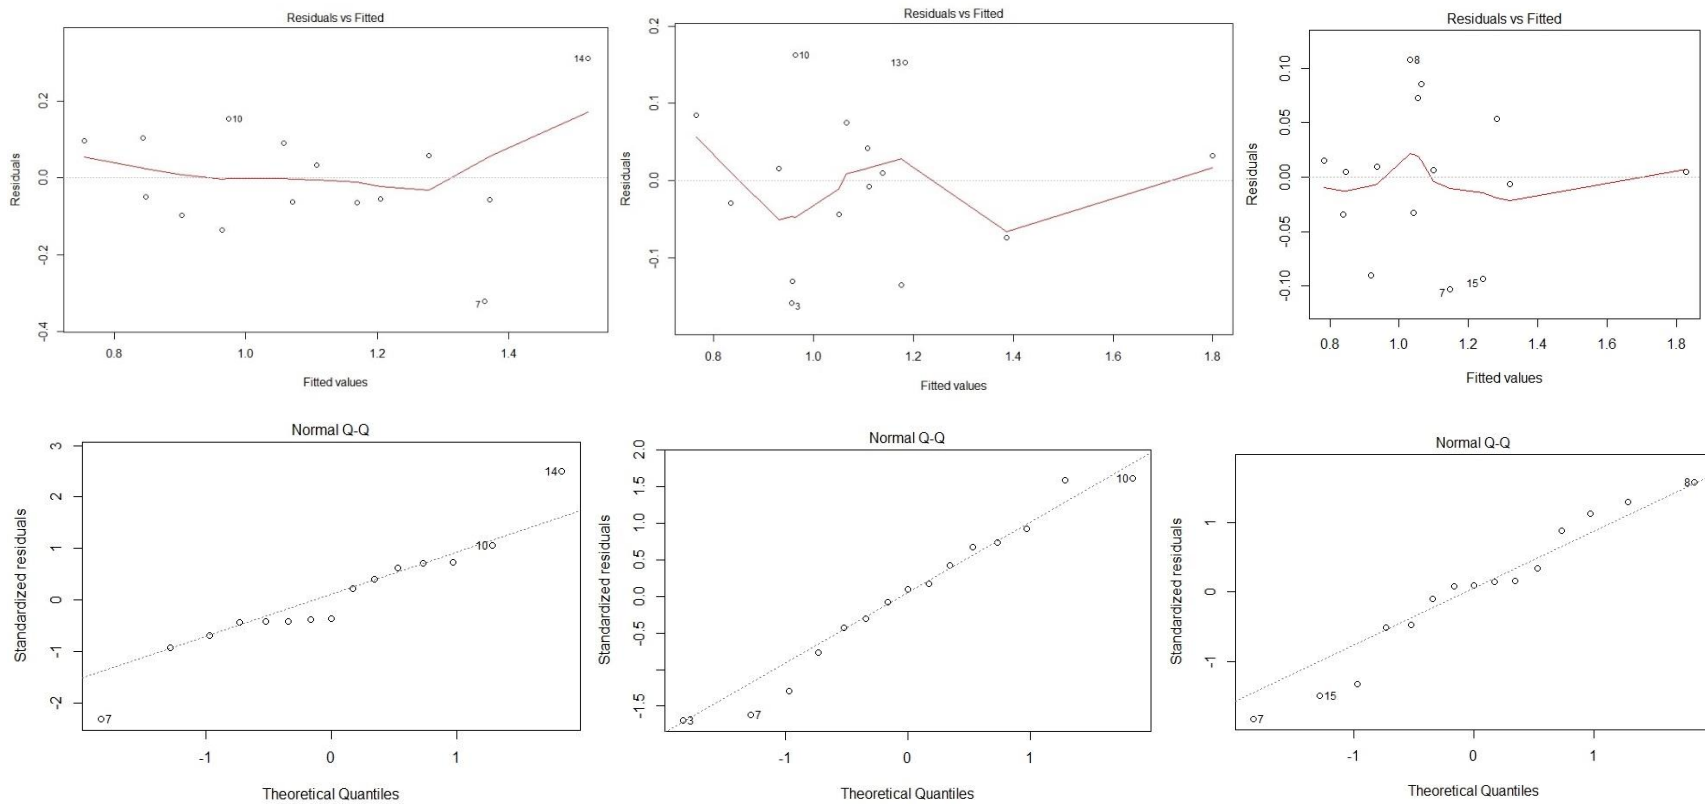 Residuals vs Fitted
Residuals
0.2
0.0
-0.2
-0.4
14
10
7
0.8 1.0 1.2 1.4
Fitted values
Residuals vs Fitted
Residuals
0.2
0.1
0.0
-0.1
10
13
3
0.8 1.0 1.2 1.4 1.6 1.8
Fitted values
Residuals vs Fitted
Residuals
0.10
0.05
0.00
-0.05
-0.10
8
7
15
0.8 1.0 1.2 1.4 1.6 1.8
Fitted values
Normal Q-Q
Standardized residuals
3
2
1
0
-1
-2
14
10
7
-1 0 1
Theoretical Quantiles
Normal Q-Q
Standardized residuals
2.0
1.5
1.0
0.5
0.0
-0.5
-1.5
10
3
7
-1 0 1
Theoretical Quantiles
Normal Q-Q
Standardized residuals
1
0
-1
8
15
7
-1 0 1
Theoretical Quantiles